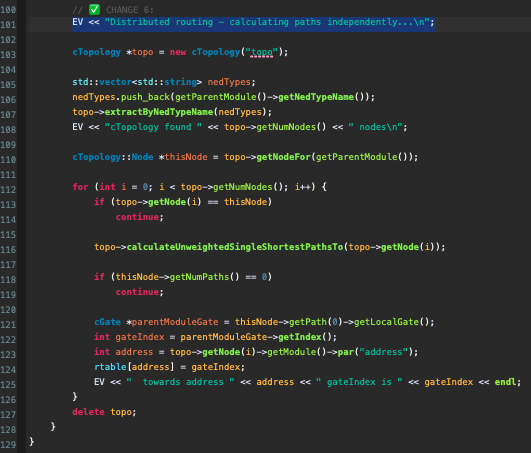 100 // ✅ CHANGE 6:
101 EV << "Distributed routing – calculating paths independently...\n";
102
103 cTopology *topo = new cTopology("topo");
104
105 std::vector<std::string> nedTypes;
106 nedTypes.push_back(getParentModule()->getNedTypeName());
107 topo->extractByNedTypeName(nedTypes);
108 EV << "cTopology found " << topo->getNumNodes() << " nodes\n";
109
110 cTopology::Node *thisNode = topo->getNodeFor(getParentModule());
111
112 for (int i = 0; i < topo->getNumNodes(); i++) {
113 if (topo->getNode(i) == thisNode)
114 continue;
115
116 topo->calculateUnweightedSingleShortestPathsTo(topo->getNode(i));
117
118 if (thisNode->getNumPaths() == 0)
119 continue;
120
121 cGate *parentModuleGate = thisNode->getPath(0)->getLocalGate();
122 int gateIndex = parentModuleGate->getIndex();
123 int address = topo->getNode(i)->getModule()->par("address");
124 rtable[address] = gateIndex;
125 EV << "  towards address " << address << " gateIndex is " << gateIndex << endl;
126 }
127 delete topo;
128 }
129 }